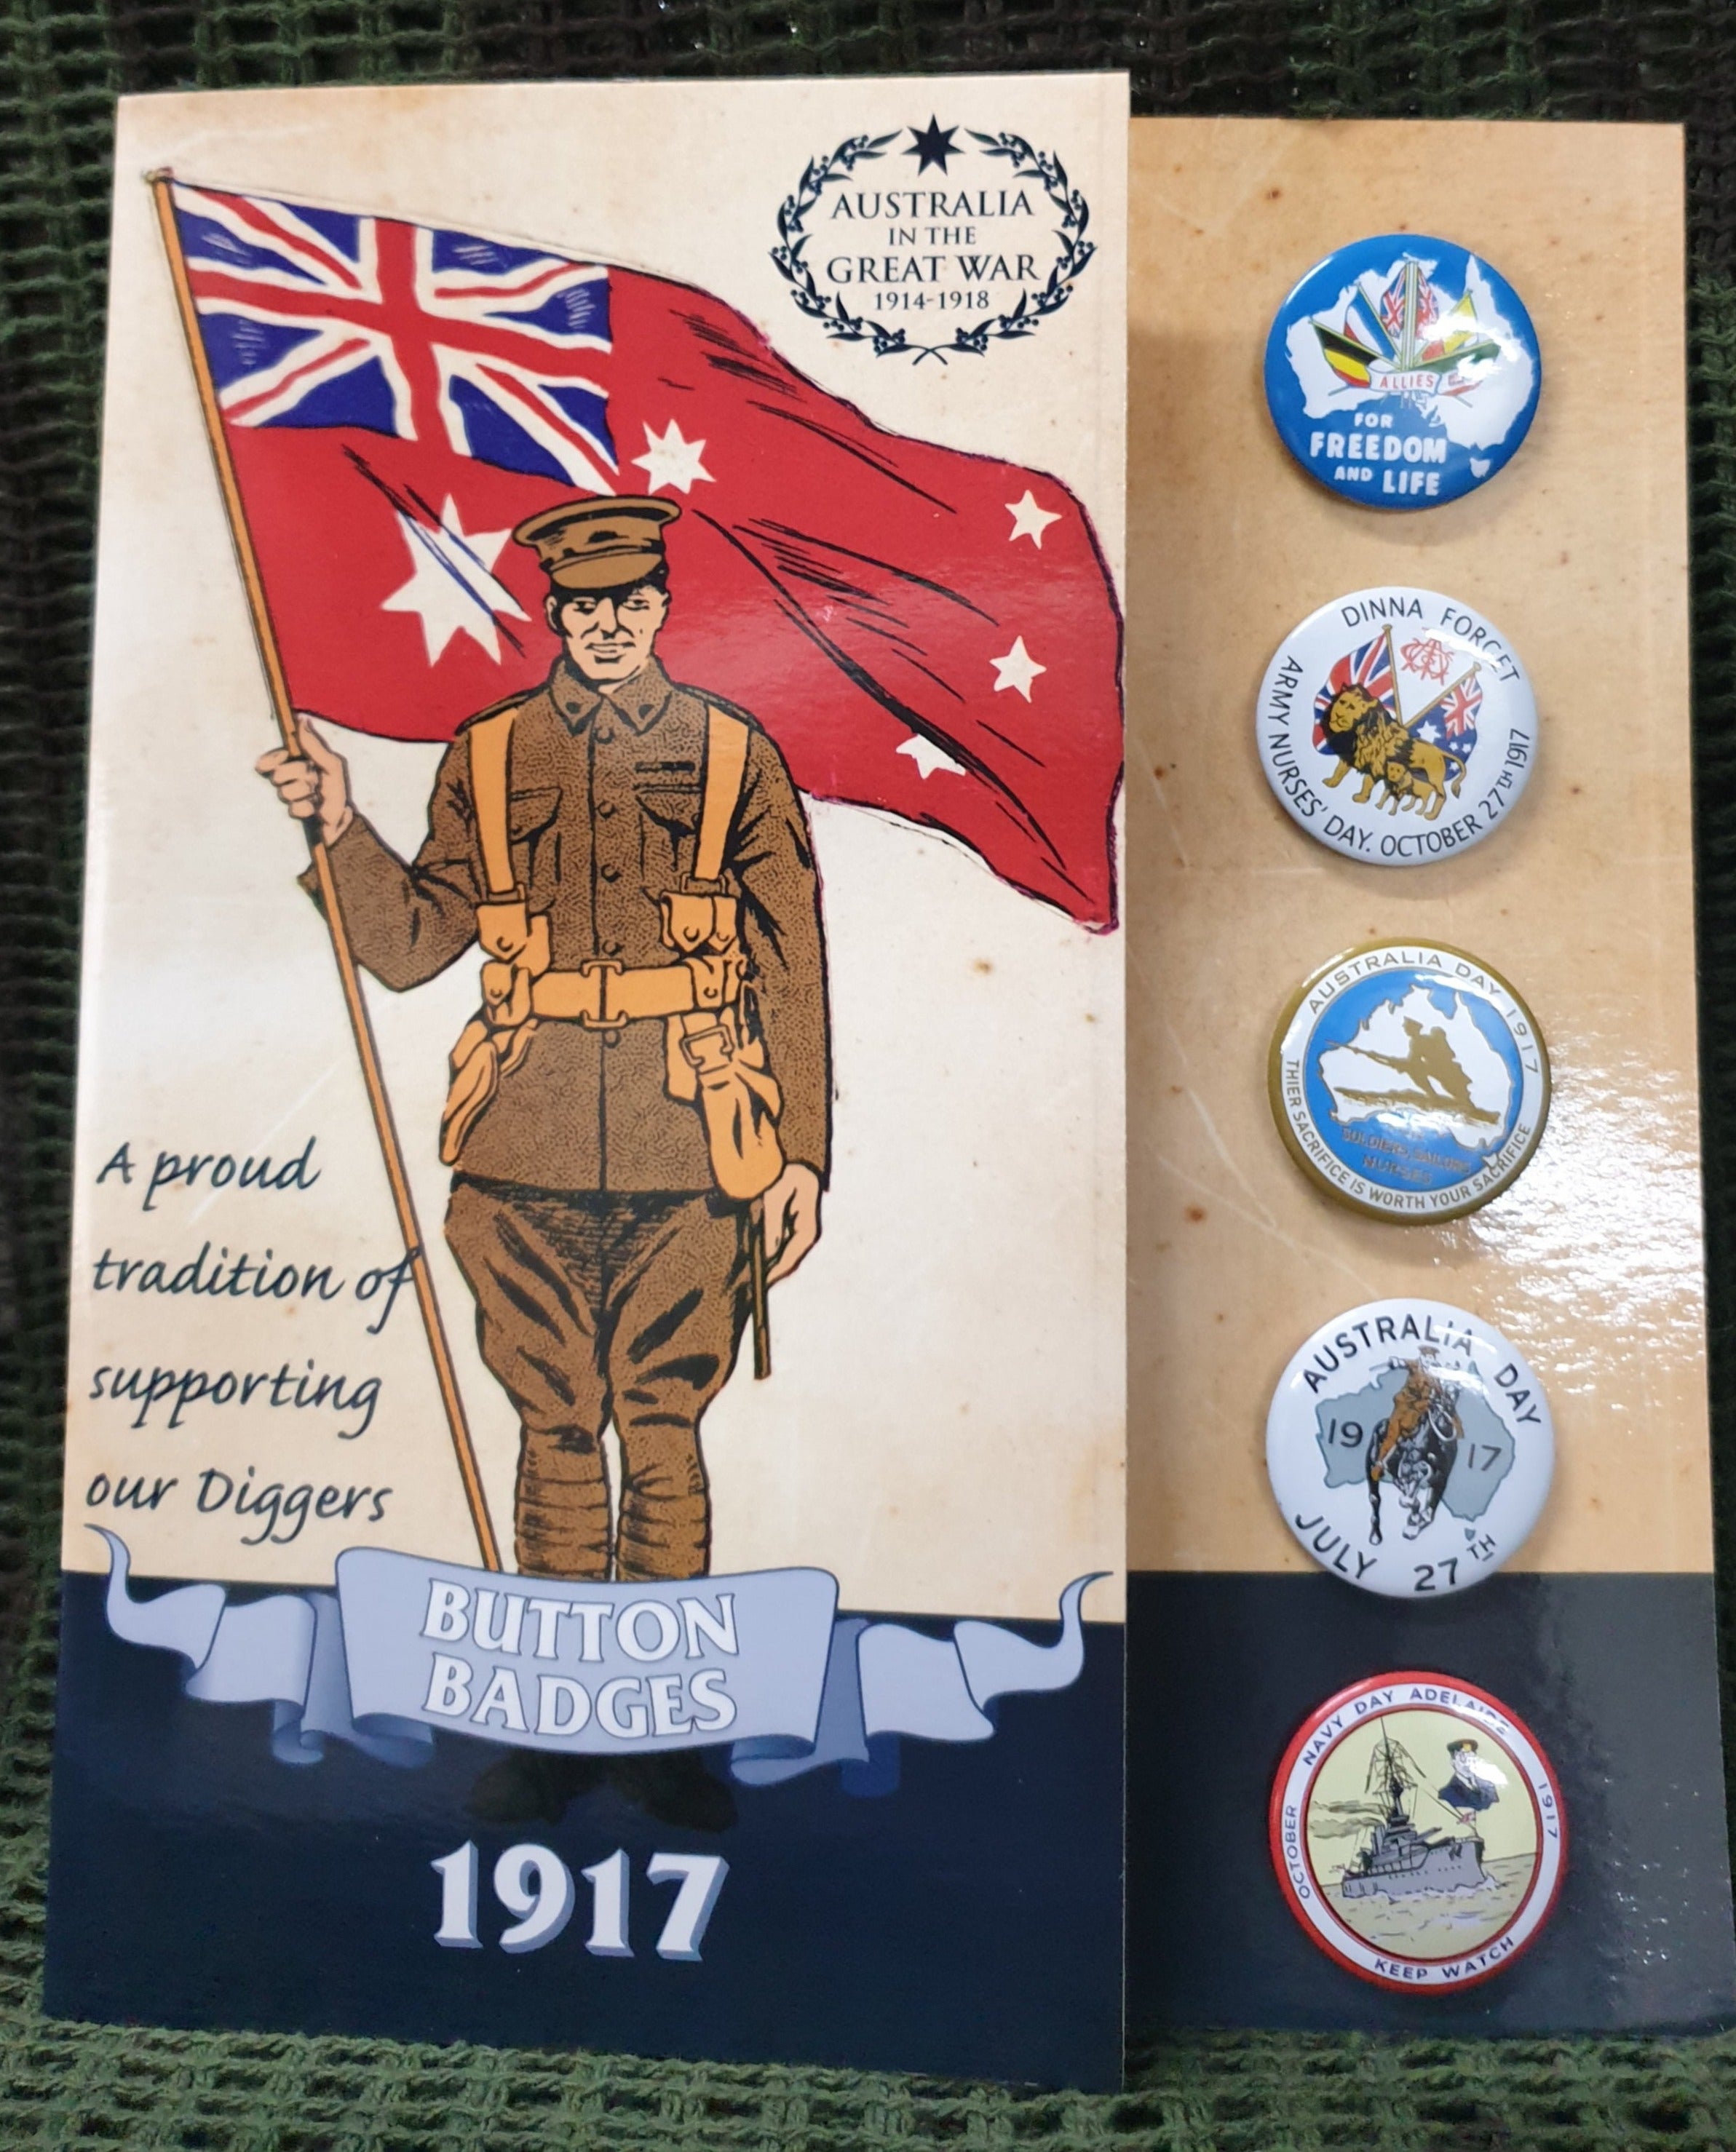 AUSTRALIA
IN THE
GREAT WAR
1914-1918
A proud
tradition of
supporting
our Diggers
BUTTON
BADGES
1917
ALLIES
FOR
FREEDOM
AND LIFE
DINNA FORGET
ARMY NURSES' DAY. OCTOBER 27TH 1917
AUSTRALIA DAY 1917
SOLDIERS, SAILORS
NURSES
THIER SACRIFICE IS WORTH YOUR SACRIFICE
AUSTRALIA DAY
19 17
JULY 27TH
OCTOBER NAVY DAY ADELAIDE 1917
KEEP WATCH